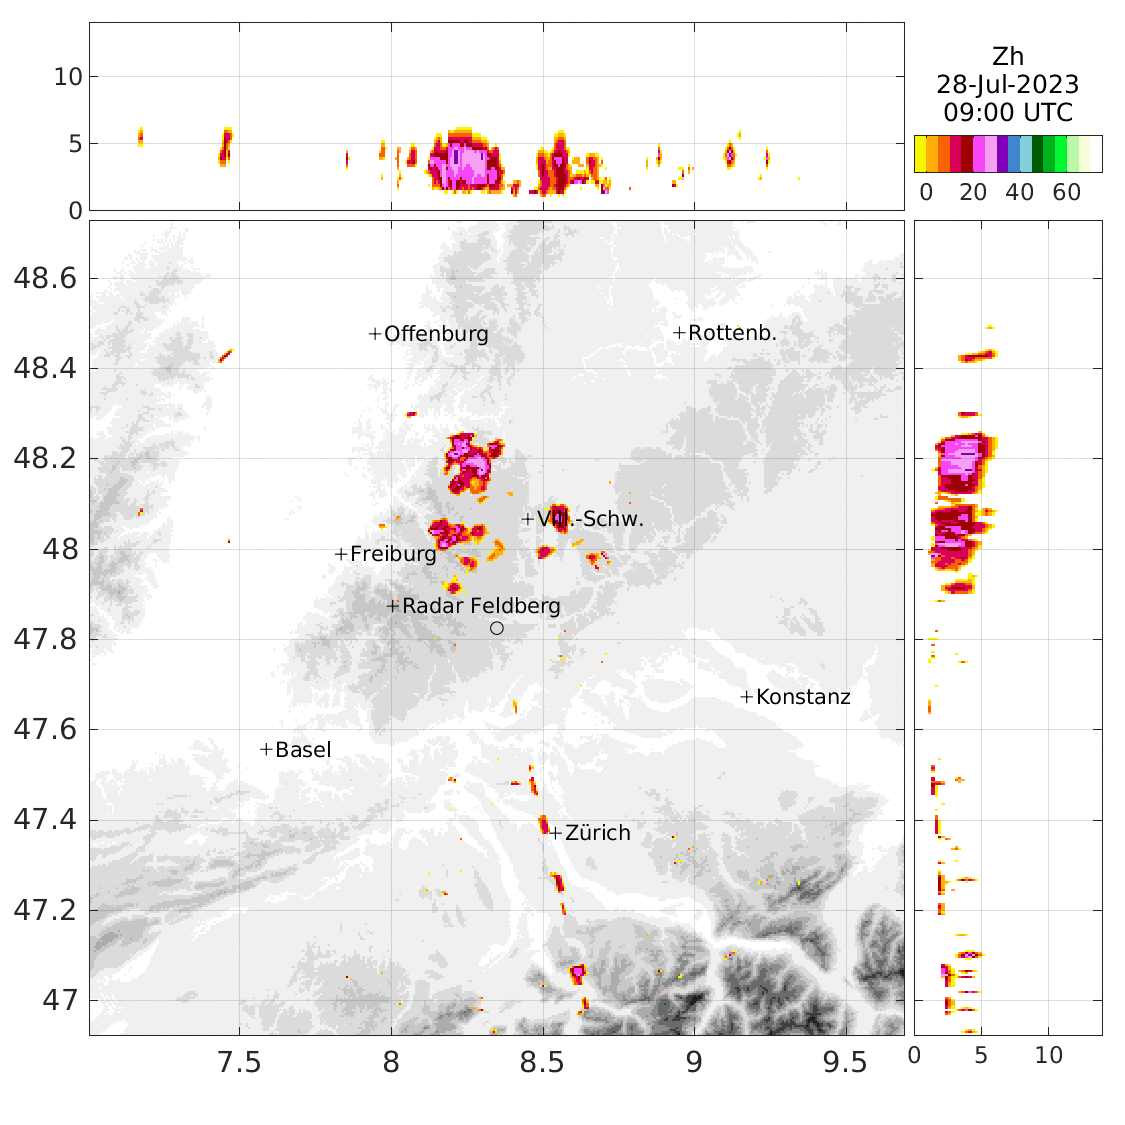 Zh
28-Jul-2023
09:00 UTC
0 20 40 60
10
5
0
48.6
48.4
48.2
48
47.8
47.6
47.4
47.2
47
+Offenburg
+Rottenb.
+Vill.-Schw.
+Freiburg
+Radar Feldberg
+Konstanz
+Basel
+Zürich
7.5 8 8.5 9 9.5
0 5 10